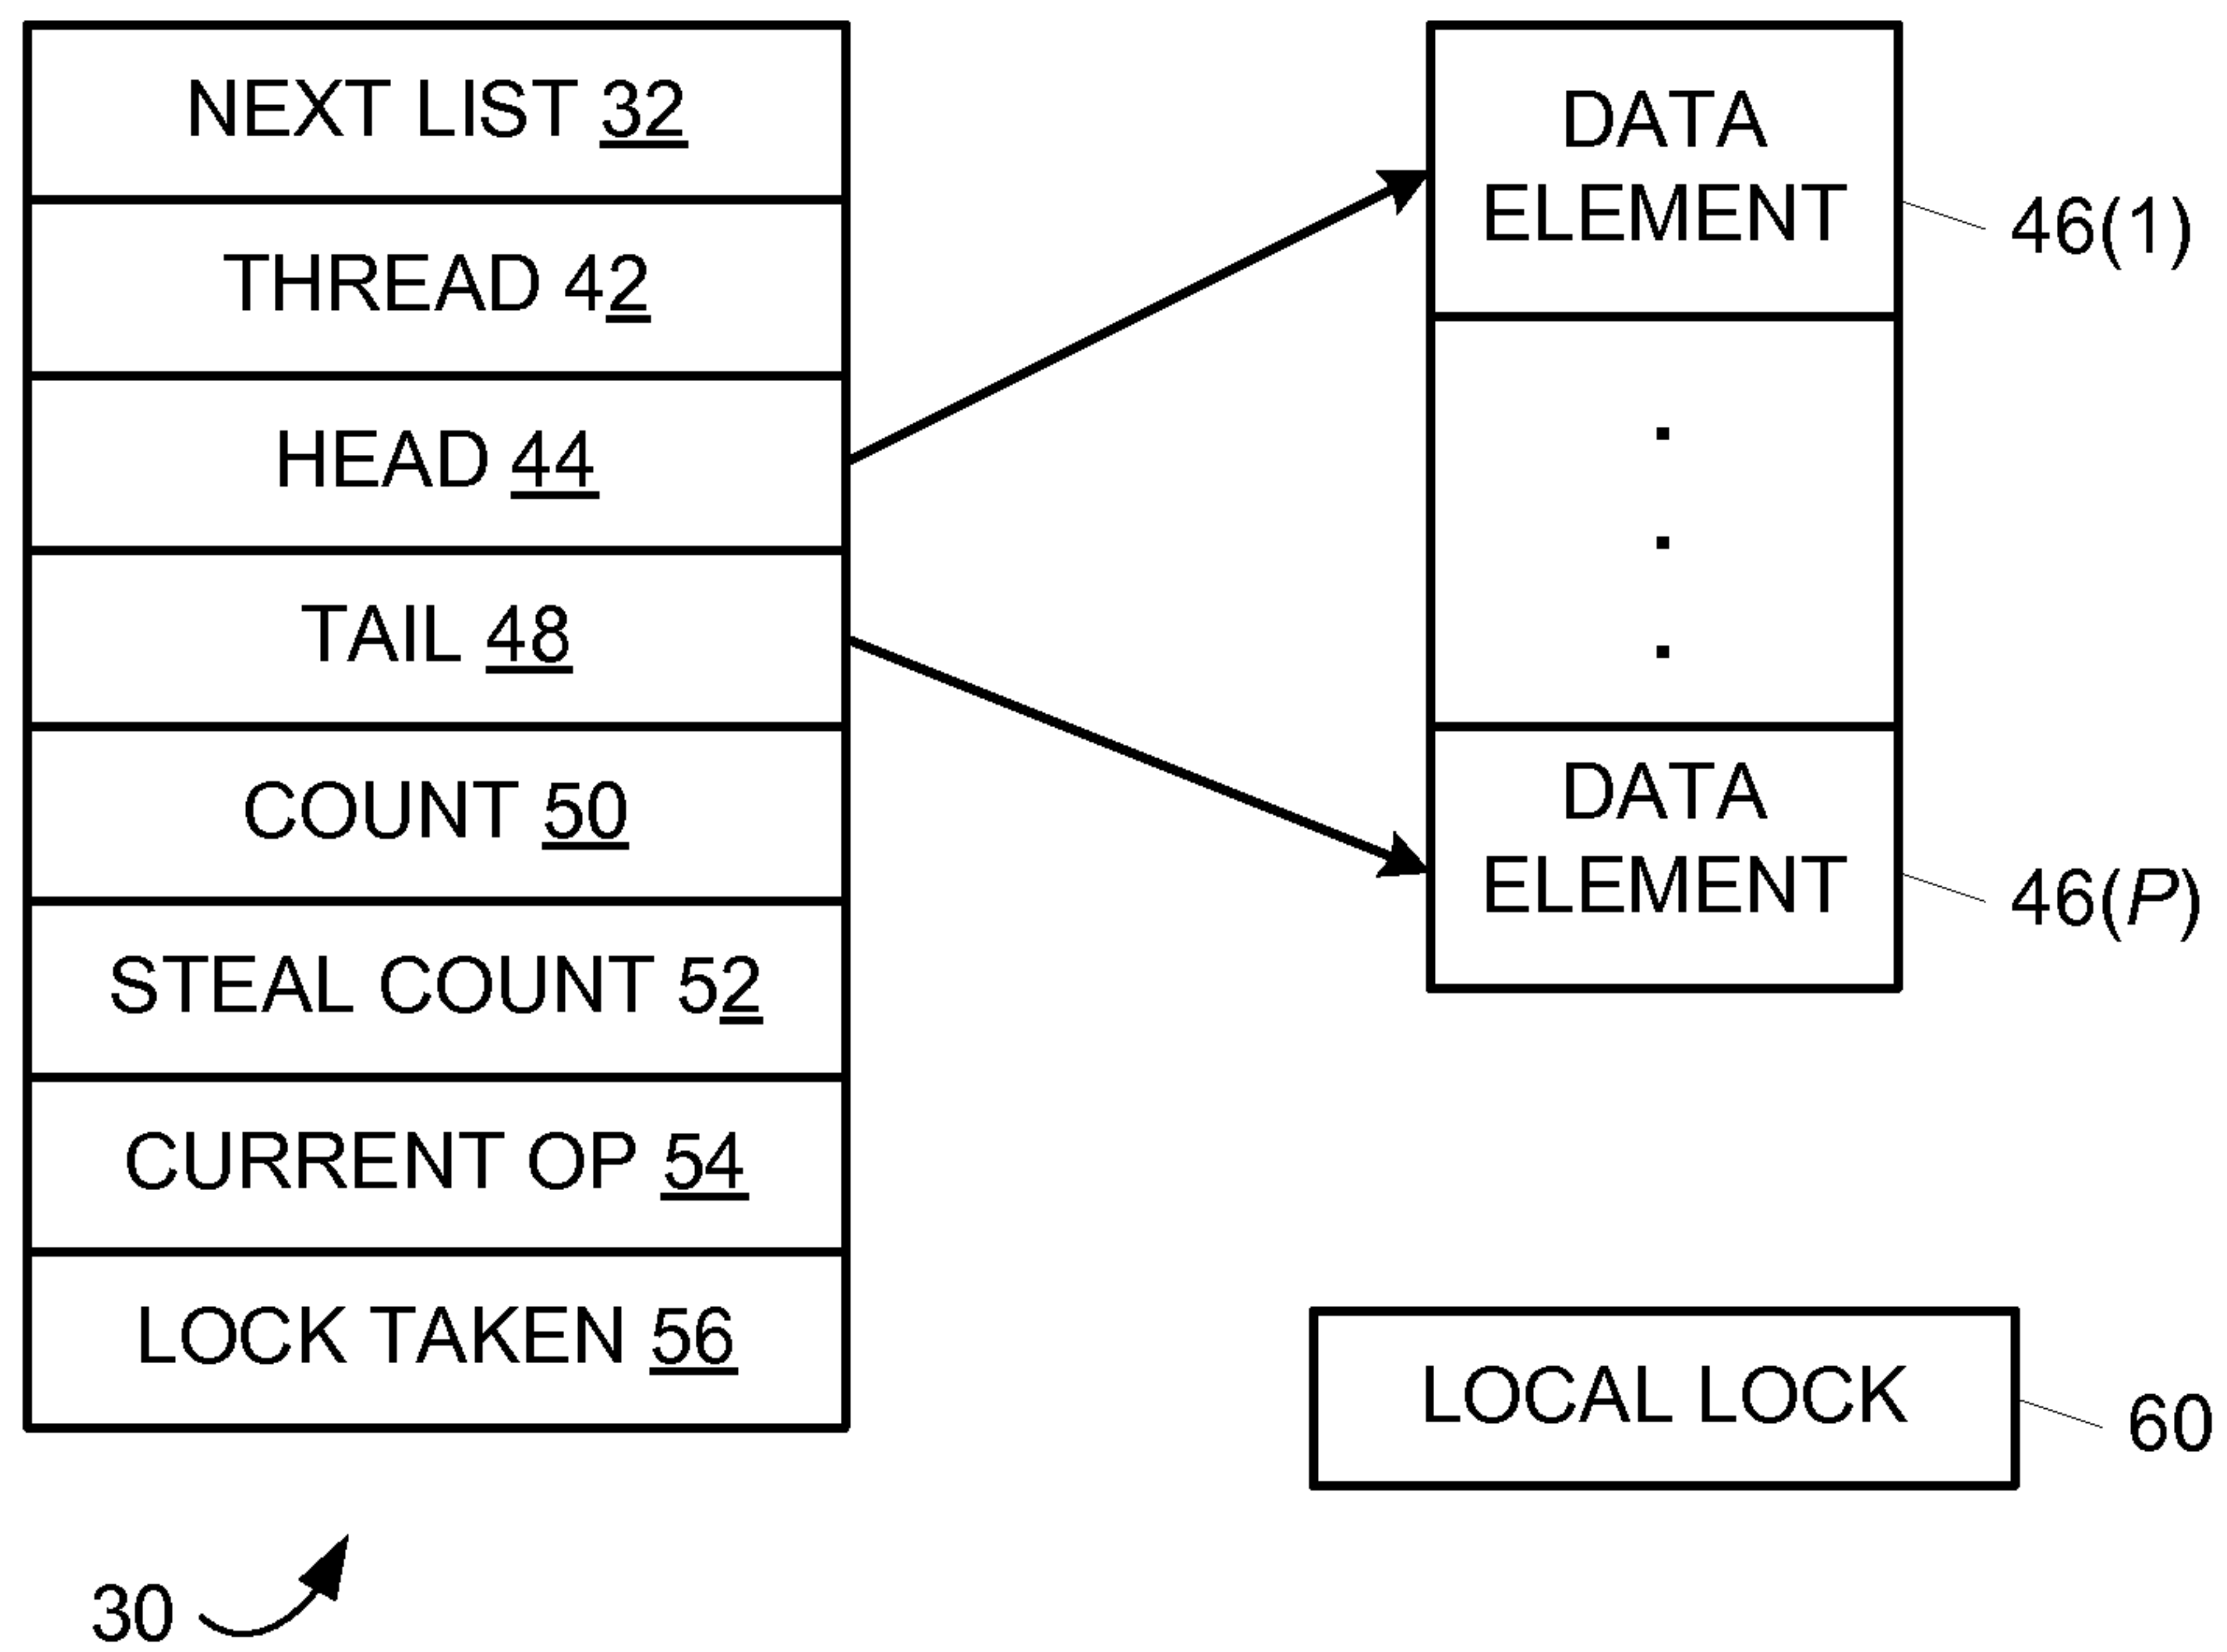 NEXT LIST 32
THREAD 42
HEAD 44
TAIL 48
COUNT 50
STEAL COUNT 52
CURRENT OP 54
LOCK TAKEN 56
30
DATA
ELEMENT
46(1)
.
.
.
DATA
ELEMENT
46(P)
LOCAL LOCK
60